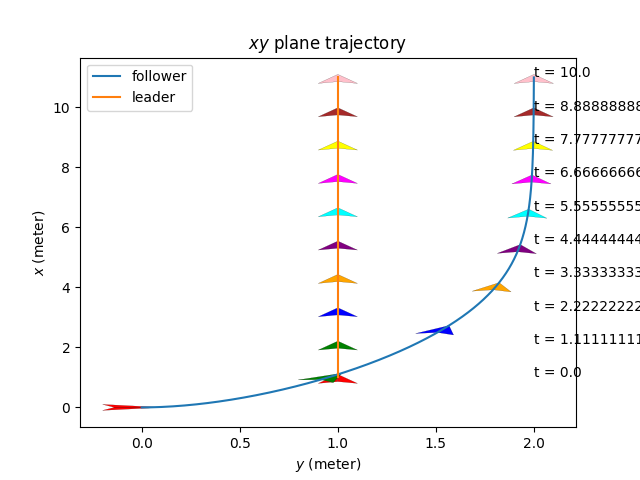 xy plane trajectory
follower
leader
t = 10.0
t = 8.88888888
t = 7.77777777
t = 6.66666666
t = 5.55555555
t = 4.44444444
t = 3.33333333
t = 2.22222222
t = 1.11111111
t = 0.0
10
8
6
4
2
0
x (meter)
0.0 0.5 1.0 1.5 2.0
y (meter)